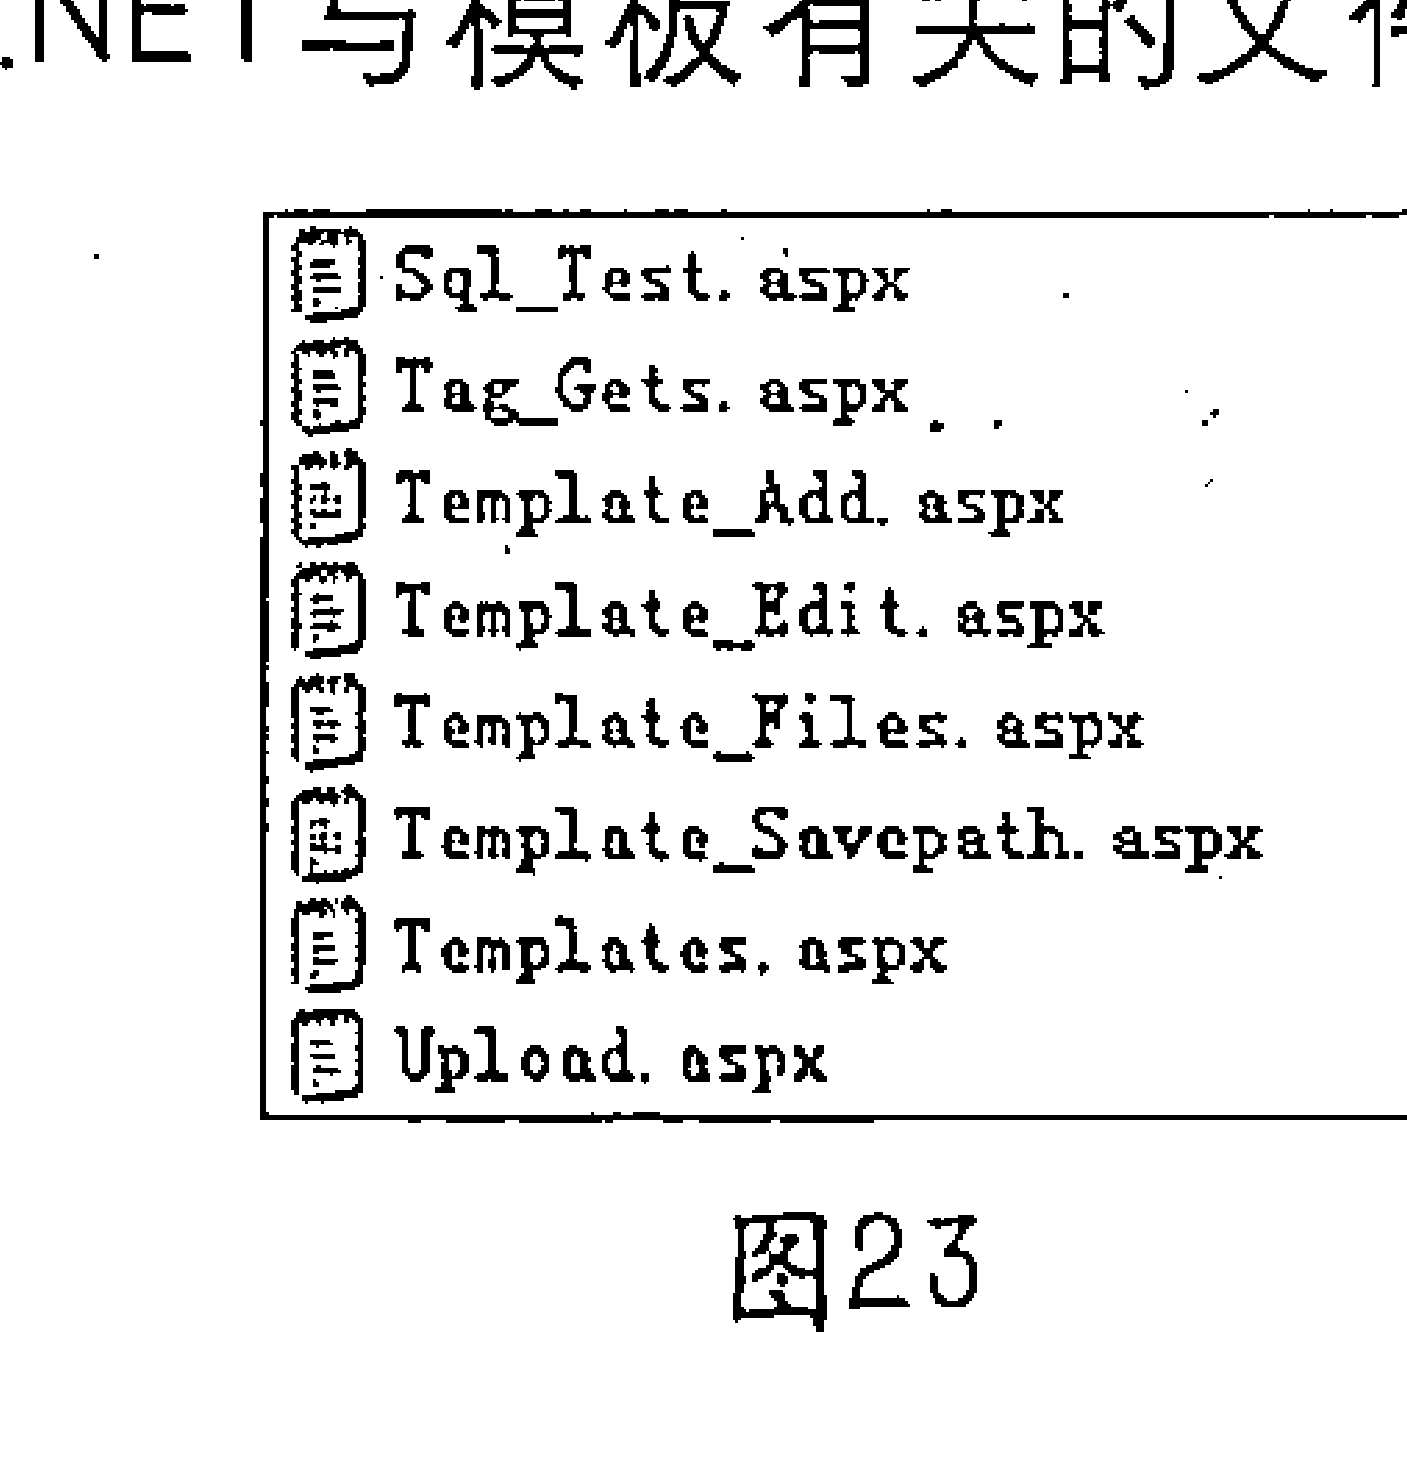 .NET与模板有关的文件
Sql_Test.aspx
Tag_Gets.aspx
Template_Add.aspx
Template_Edit.aspx
Template_Files.aspx
Template_Savepath.aspx
Templates.aspx
Upload.aspx
图23